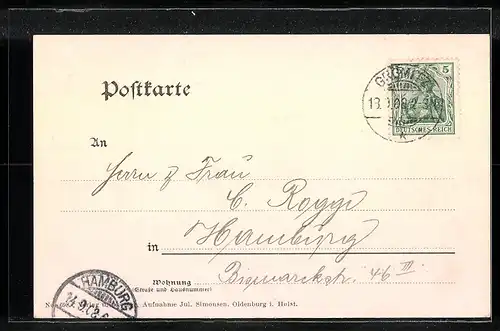 5
DEUTSCHES REICH
Postkarte
An
Herrn & Frau
C. Rogge
in Hamburg
Wohnung
(Straße und Hausnummer)
Bismarckstr. 46 III
HAMBURG
Aufnahme Jul. Simonsen, Oldenburg i. Holst.